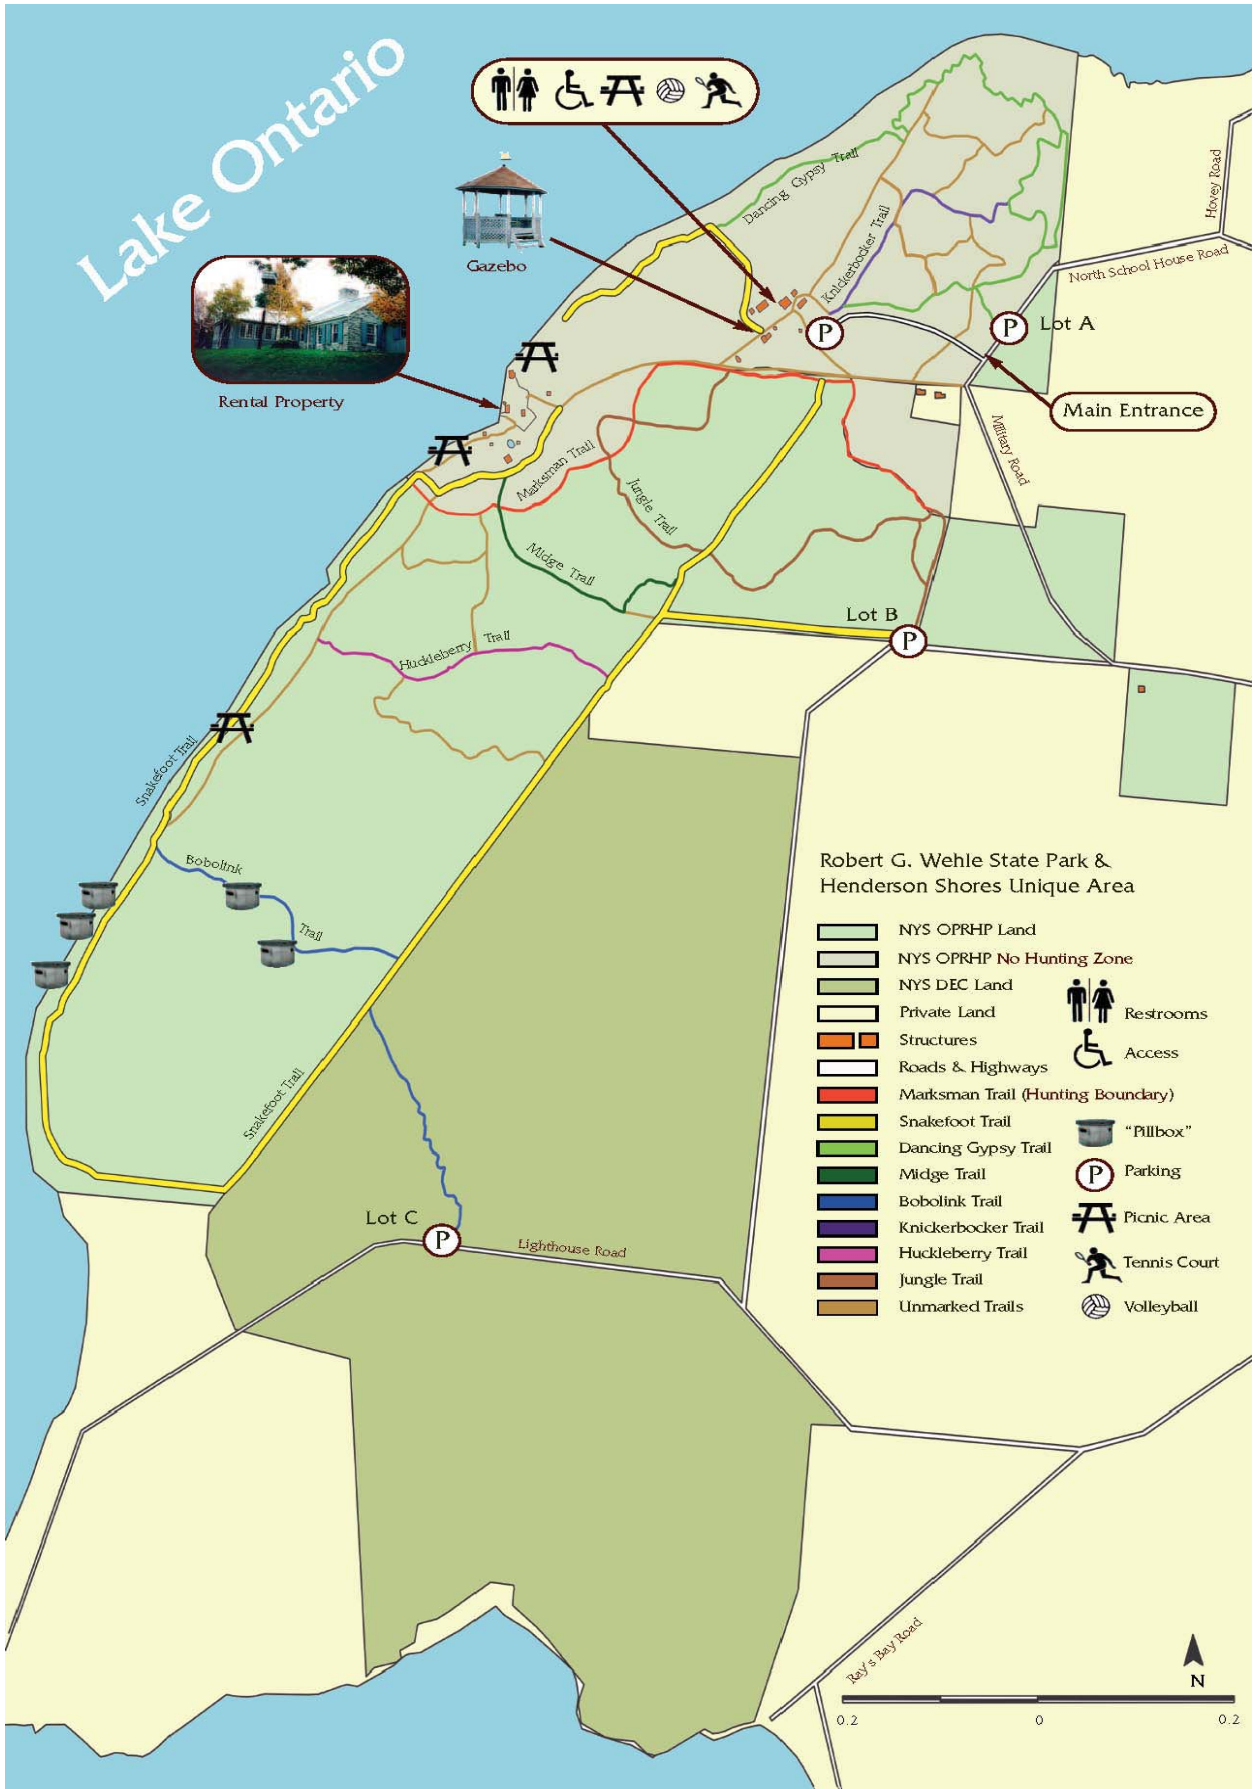 Lake Ontario
Gazebo
Rental Property
Dancing Gypsy Trail
Knickerbocker Trail
Hovey Road
North School House Road
P
P
Lot A
Main Entrance
Military Road
Marksman Trail
Jungle Trail
Midge Trail
Lot B
P
Huckleberry Trail
Snakefoot Trail
Bobolink
Trail
Snakefoot Trail
Lot C
P
Lighthouse Road
Robert G. Wehle State Park &
Henderson Shores Unique Area
NYS OPRHP Land
NYS OPRHP No Hunting Zone
NYS DEC Land
Private Land
Structures
Roads & Highways
Marksman Trail (Hunting Boundary)
Snakefoot Trail
Dancing Gypsy Trail
Midge Trail
Bobolink Trail
Knickerbocker Trail
Huckleberry Trail
Jungle Trail
Unmarked Trails
Restrooms
Access
"Pillbox"
P
Parking
Picnic Area
Tennis Court
Volleyball
Ray's Bay Road
N
0.2 0 0.2